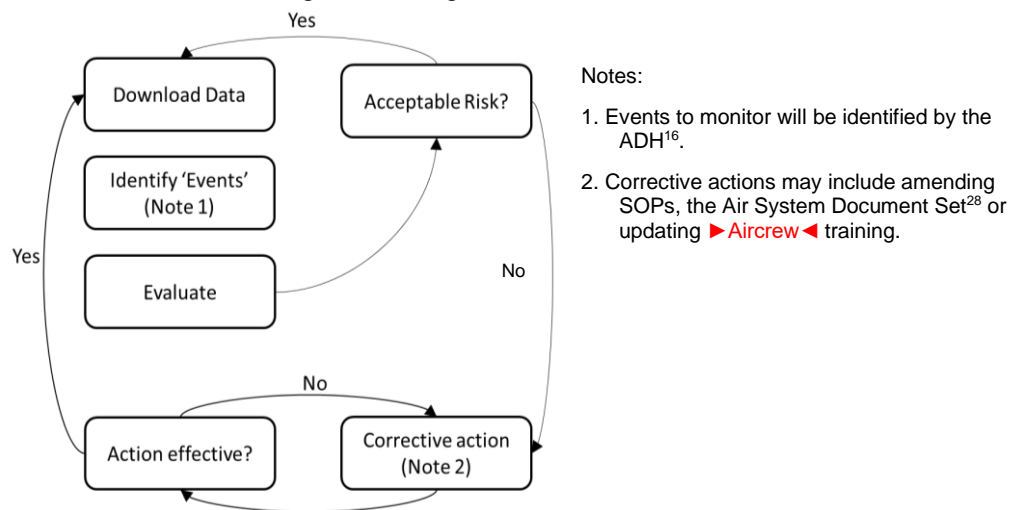 Yes
Download Data
Acceptable Risk?
Identify ‘Events’
(Note 1)
Evaluate
Yes
No
No
Action effective?
Corrective action
(Note 2)
Notes:
1. Events to monitor will be identified by the
ADH16.
2. Corrective actions may include amending
SOPs, the Air System Document Set28 or
updating ►Aircrew◄ training.